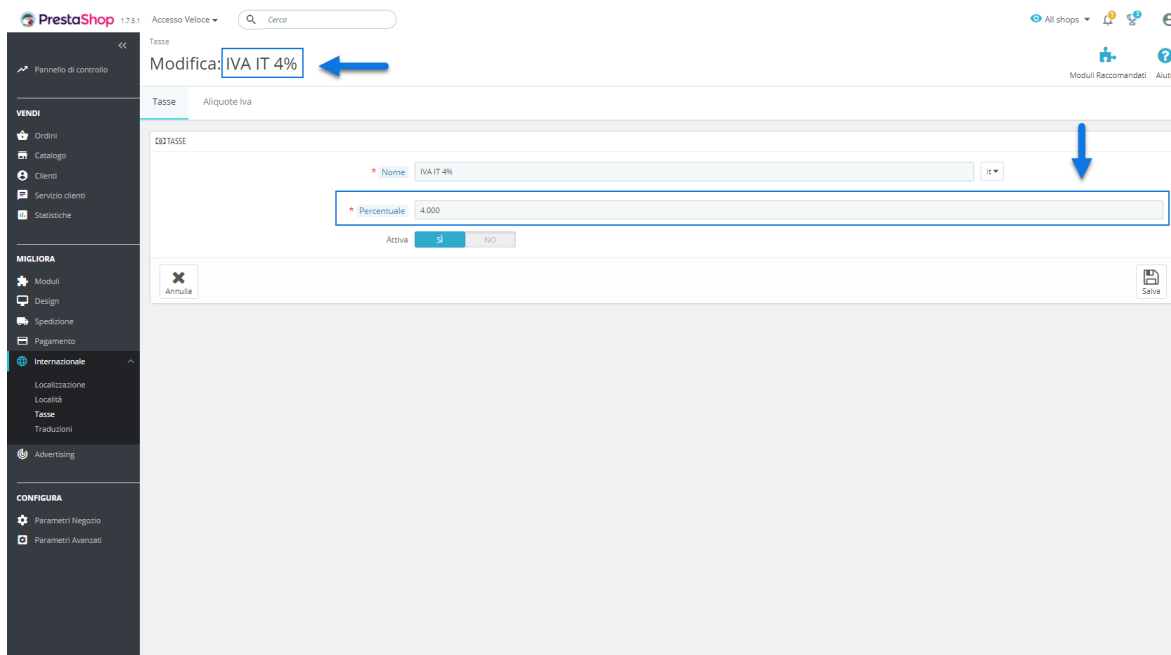 PrestaShop 1.7.5.1 Accesso Veloce Cerca All shops 1 3
Tasse
Modifica: IVA IT 4%
Moduli Raccomandati
Tasse Aliquote Iva
TASSE
* Nome IVA IT 4% it
* Percentuale 4.000
Attiva SÌ NO
Annulla Salva
Pannello di controllo
VENDI
Ordini
Catalogo
Clienti
Servizio clienti
Statistiche
MIGLIORA
Moduli
Design
Spedizione
Pagamento
Internazionale
Localizzazione
Località
Tasse
Traduzioni
Advertising
CONFIGURA
Parametri Negozio
Parametri Avanzati